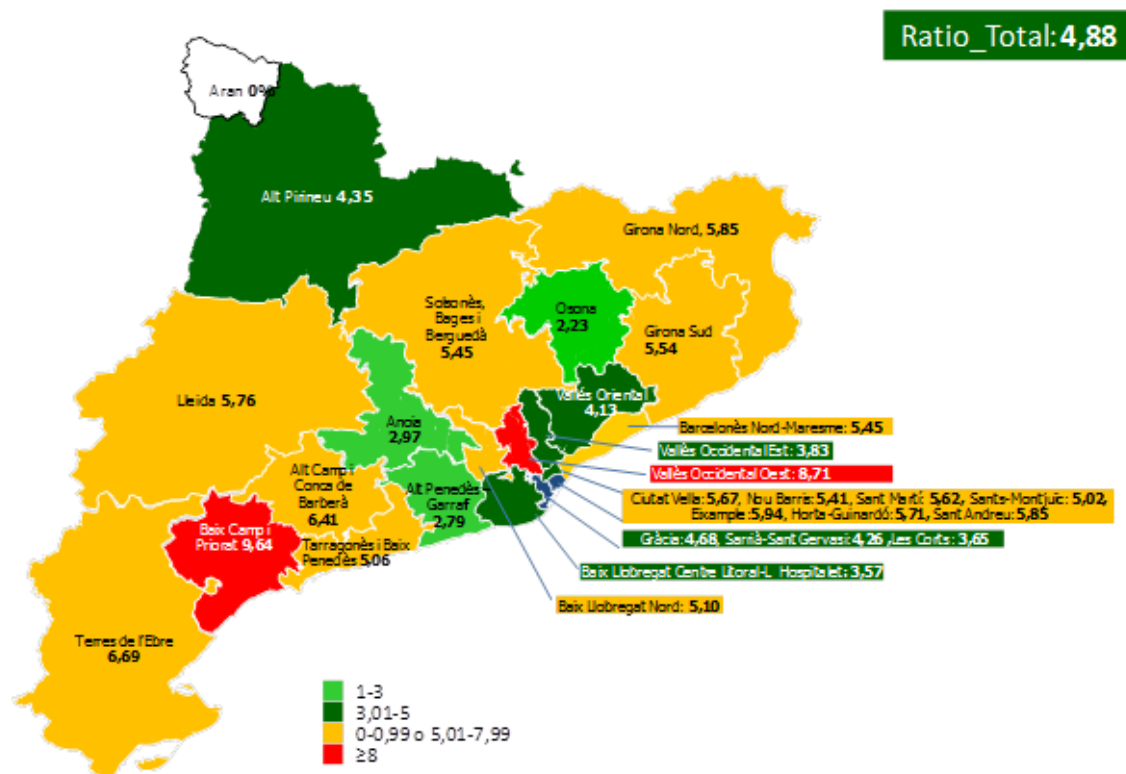 Ratio_Total: 4,88
Aran 0%
Alt Pirineu 4,35
Girona Nord, 5,85
Solsonès,
Bages i
Berguedà
5,45
Osona
2,23
Girona Sud
5,54
Lleida 5,76
Vallés Oriental
4,13
Anoia
2,97
Barcelonès Nord-Maresme: 5,45
Vallès Occidental Est: 3,83
Vallès Occidental Oest: 8,71
Alt Camp i
Conca de
Barberà
6,41
Alt Penedès
Garraf
2,79
Ciutat Vella: 5,67, Nou Barris: 5,41, Sant Martí: 5,62, Sants-Montjuïc: 5,02,
Eixample: 5,94, Horta-Guinardó: 5,71, Sant Andreu: 5,85
Baix Camp i
Priorat 9,64
Tarragonès i Baix
Penedès 5,06
Gràcia: 4,68, Sarrià-Sant Gervasi: 4,26 ,Les Corts: 3,65
Baix Llobregat Centre Litoral-L Hospitalet: 3,57
Baix Llobregat Nord: 5,10
Terres de l'Ebre
6,69
1-3
3,01-5
0-0,99 o 5,01-7,99
≥8